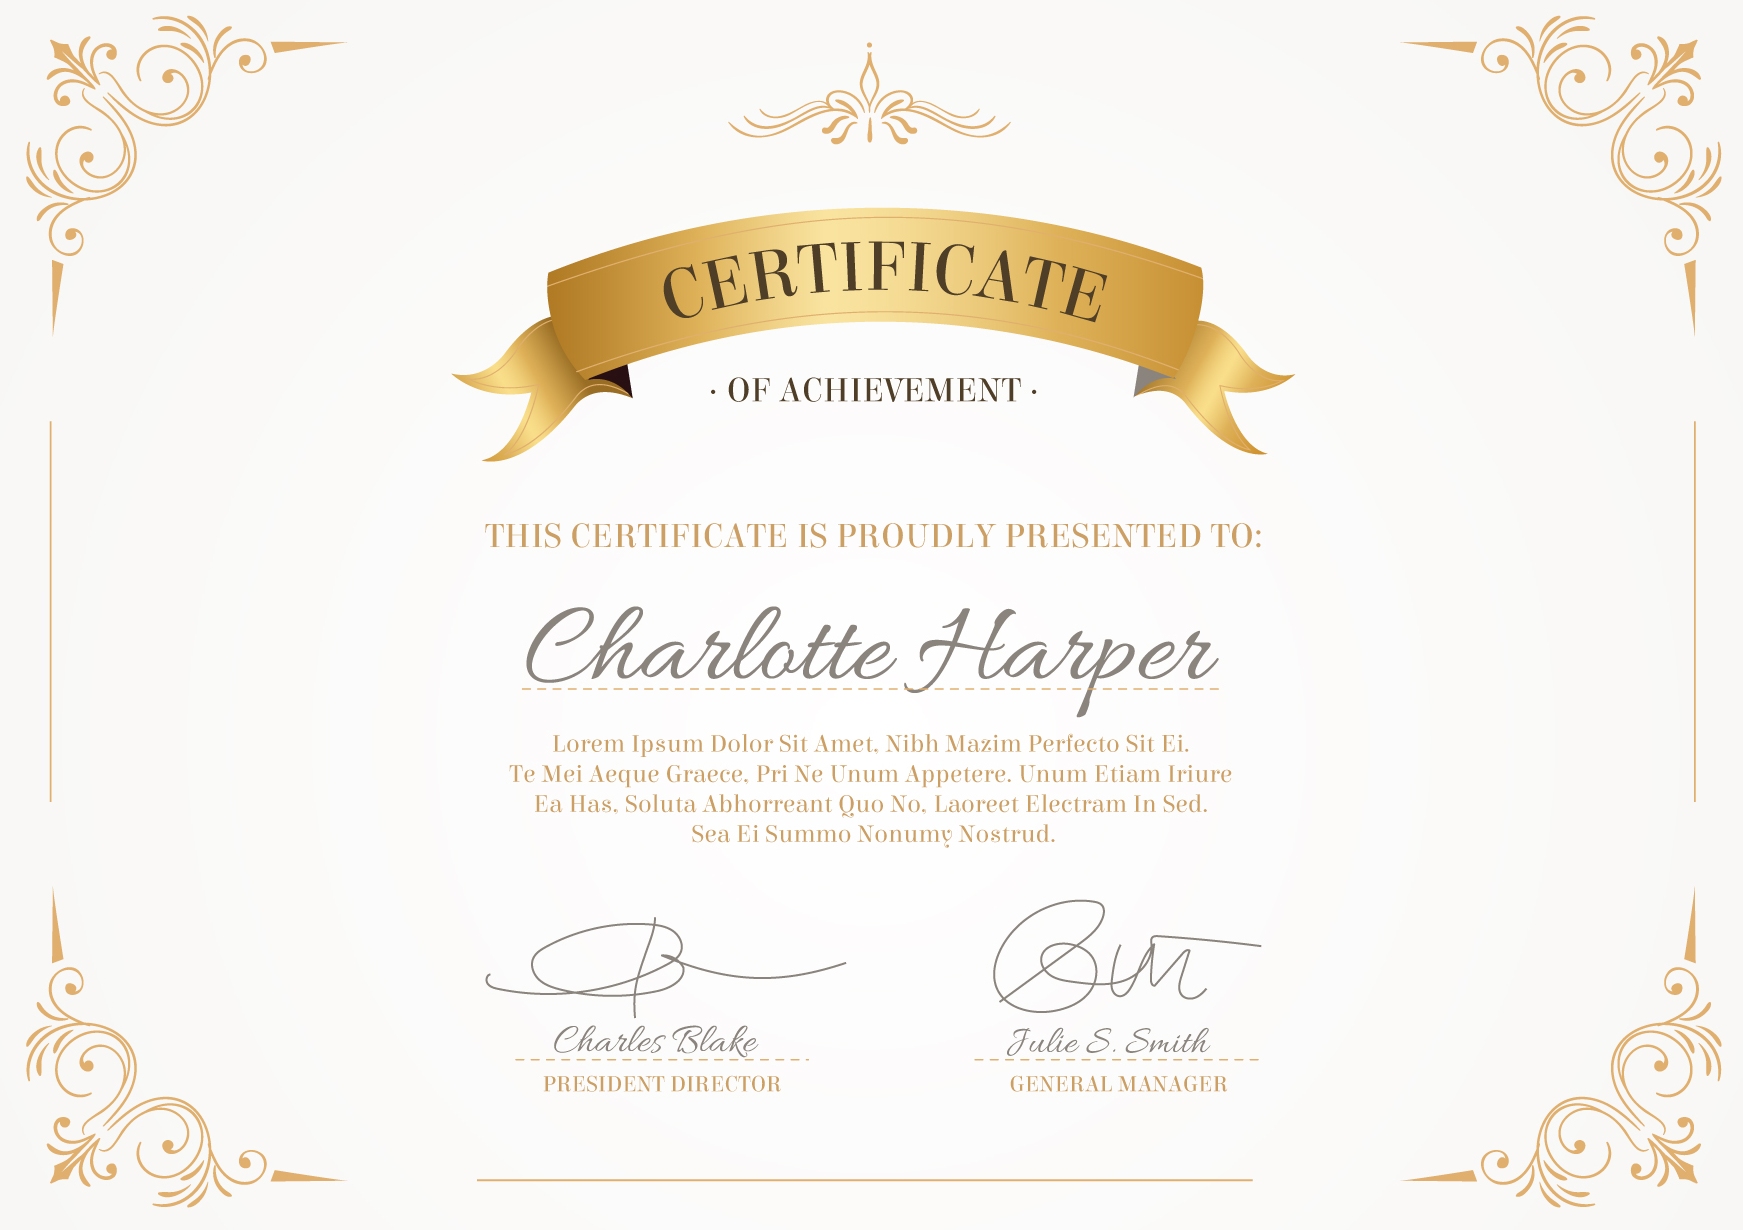 CERTIFICATE
· OF ACHIEVEMENT ·
THIS CERTIFICATE IS PROUDLY PRESENTED TO:
Charlotte Harper
Lorem Ipsum Dolor Sit Amet, Nibh Mazim Perfecto Sit Ei.
Te Mei Aeque Graece, Pri Ne Unum Appetere. Unum Etiam Iriure
Ea Has, Soluta Abhorreant Quo No, Laoreet Electram In Sed.
Sea Ei Summo Nonumy Nostrud.
Charles Blake
PRESIDENT DIRECTOR
Julie S. Smith
GENERAL MANAGER